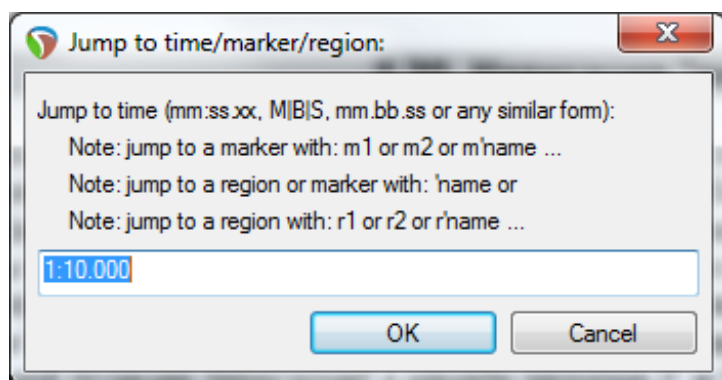 Jump to time/marker/region:
Jump to time (mm:ss.xx, M|B|S, mm.bb.ss or any similar form):
Note: jump to a marker with: m1 or m2 or m'name ...
Note: jump to a region or marker with: 'name or
Note: jump to a region with: r1 or r2 or r'name ...
1:10.000
OK Cancel